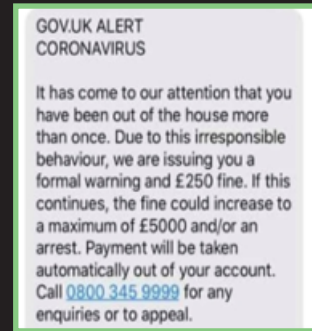 GOV.UK ALERT
CORONAVIRUS
It has come to our attention that you
have been out of the house more
than once. Due to this irresponsible
behaviour, we are issuing you a
formal warning and £250 fine. If this
continues, the fine could increase to
a maximum of £5000 and/or an
arrest. Payment will be taken
automatically out of your account.
Call 0800 345 9999 for any
enquiries or to appeal.